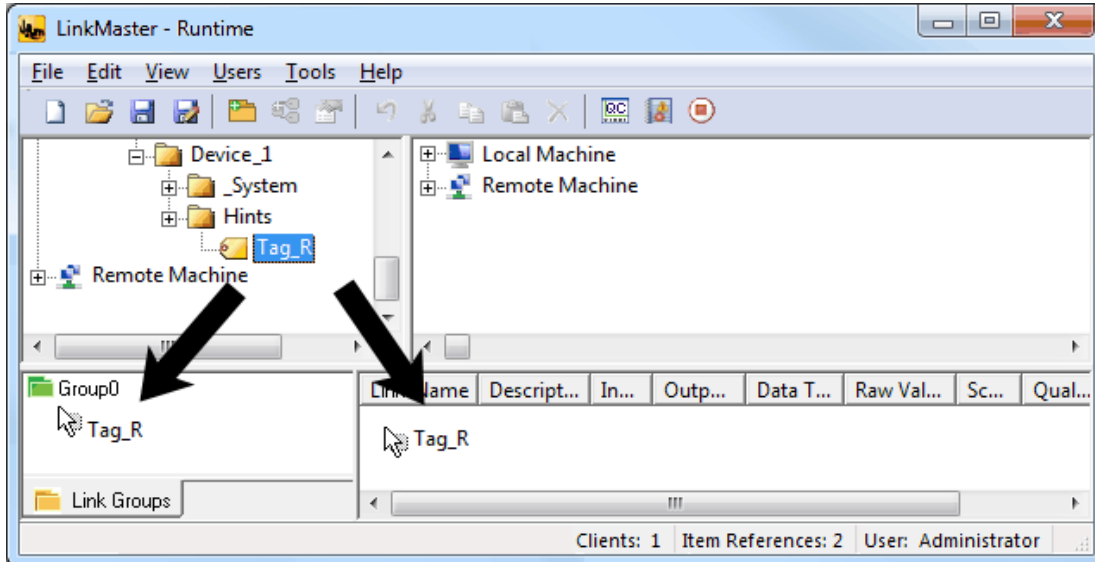 LinkMaster - Runtime
File Edit View Users Tools Help
QC
Device_1
Local Machine
_System
Remote Machine
Hints
Tag_R
Remote Machine
Group0
Name Descript... In... Outp... Data T... Raw Val... Sc... Qual...
Tag_R
Tag_R
Link Groups
Clients: 1 Item References: 2 User: Administrator